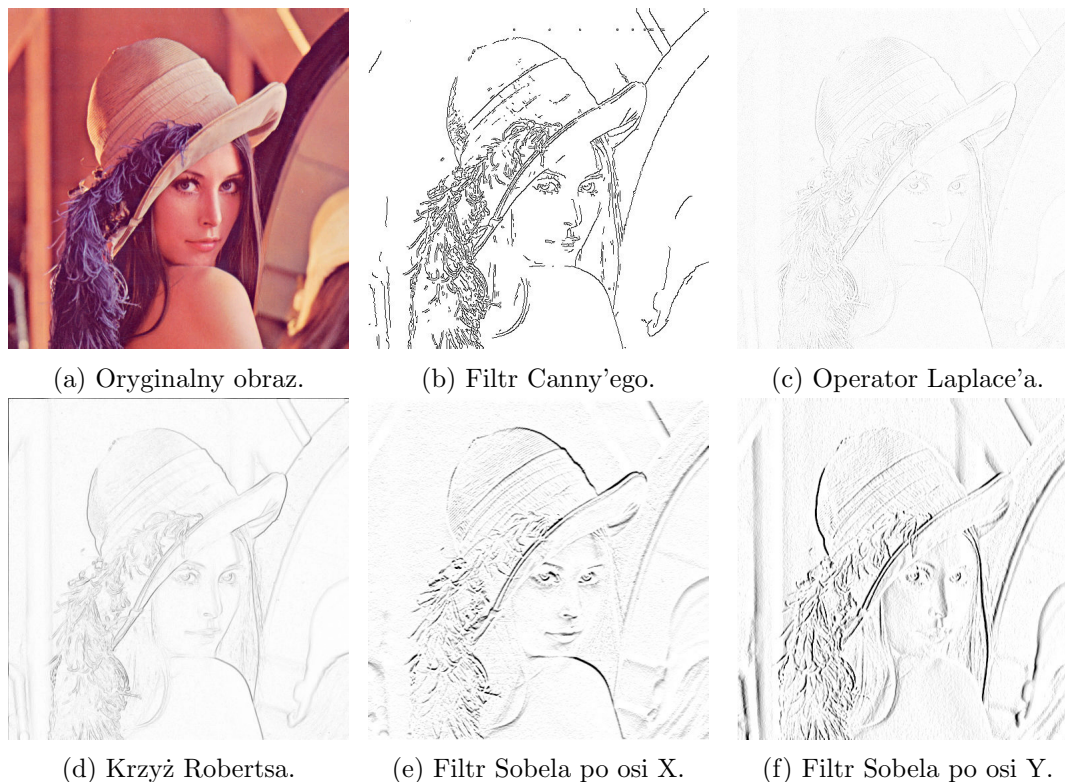 (a) Oryginalny obraz.
(b) Filtr Canny'ego.
(c) Operator Laplace'a.
(d) Krzyż Robertsa.
(e) Filtr Sobela po osi X.
(f) Filtr Sobela po osi Y.